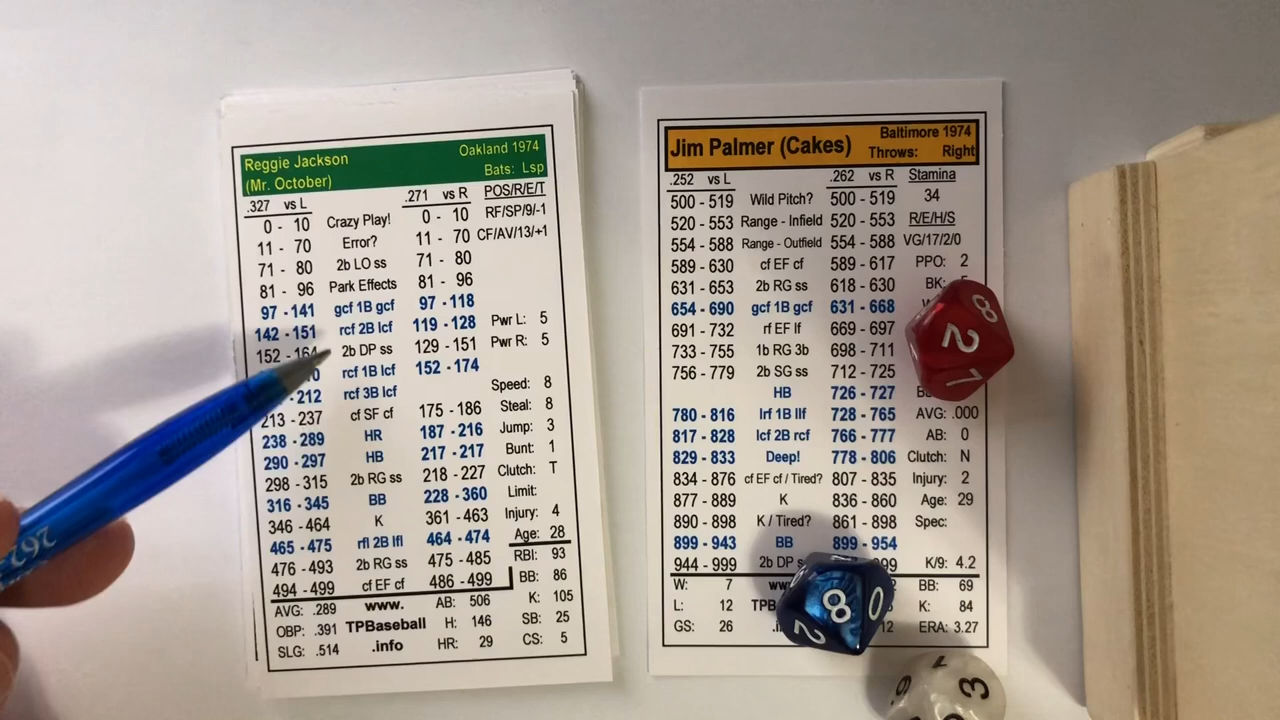 Reggie Jackson Oakland 1974
(Mr. October) Bats: Lsp
.327 vs L .271 vs R POS/R/E/T
0 - 10 Crazy Play! 0 - 10 RF/SP/9/-1
11 - 70 Error? 11 - 70 CF/AV/13/+1
71 - 80 2b LO ss 71 - 80
81 - 96 Park Effects 81 - 96
97 -141 gcf 1B gcf 97 -118
142 -151 rcf 2B lcf 119 -128 Pwr L: 5
152 -164 2b DP ss 129 -151 Pwr R: 5
rcf 1B lcf 152 -174
-212 rcf 3B lcf Speed: 8
213 -237 cf SF cf 175 -186 Steal: 8
238 -289 HR 187 -216 Jump: 3
290 -297 HB 217 -217 Bunt: 1
298 -315 2b RG ss 218 -227 Clutch: T
316 -345 BB 228 -360 Limit:
346 -464 K 361 -463 Injury: 4
465 -475 rfl 2B lfl 464 -474 Age: 28
476 -493 2b RG ss 475 -485 RBI: 93
494 -499 cf EF cf 486 -499 BB: 86
AVG: .289 www. AB: 506 K: 105
OBP: .391 TPBaseball H: 146 SB: 25
SLG: .514 .info HR: 29 CS: 5
Jim Palmer (Cakes) Baltimore 1974
Throws: Right
.252 vs L .262 vs R Stamina
500 - 519 Wild Pitch? 500 - 519 34
520 - 553 Range - Infield 520 - 553 R/E/H/S
554 - 588 Range - Outfield 554 - 588 VG/17/2/0
589 - 630 cf EF cf 589 - 617 PPO: 2
631 - 653 2b RG ss 618 - 630 BK:
654 - 690 gcf 1B gcf 631 - 668
691 - 732 rf EF lf 669 - 697
733 - 755 1b RG 3b 698 - 711
756 - 779 2b SG ss 712 - 725
HB 726 - 727
780 - 816 lrf 1B llf 728 - 765 AVG: .000
817 - 828 lcf 2B rcf 766 - 777 AB: 0
829 - 833 Deep! 778 - 806 Clutch: N
834 - 876 cf EF cf / Tired? 807 - 835 Injury: 2
877 - 889 K 836 - 860 Age: 29
890 - 898 K / Tired? 861 - 898 Spec:
899 - 943 BB 899 - 954
944 - 999 2b DP K/9: 4.2
W: 7 BB: 69
L: 12 K: 84
GS: 26 12 ERA: 3.27
8
2
7
8
0
2
3